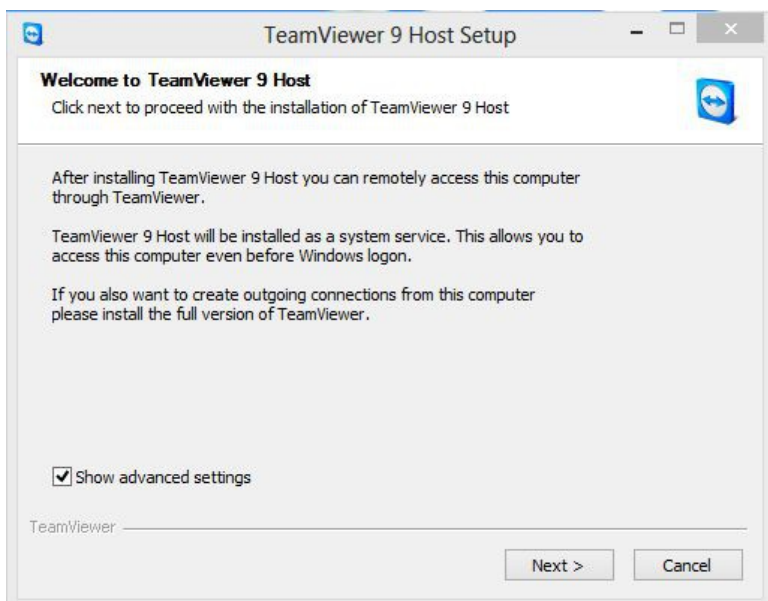 TeamViewer 9 Host Setup
Welcome to TeamViewer 9 Host
Click next to proceed with the installation of TeamViewer 9 Host
After installing TeamViewer 9 Host you can remotely access this computer
through TeamViewer.
TeamViewer 9 Host will be installed as a system service. This allows you to
access this computer even before Windows logon.
If you also want to create outgoing connections from this computer
please install the full version of TeamViewer.
Show advanced settings
TeamViewer
Next >
Cancel